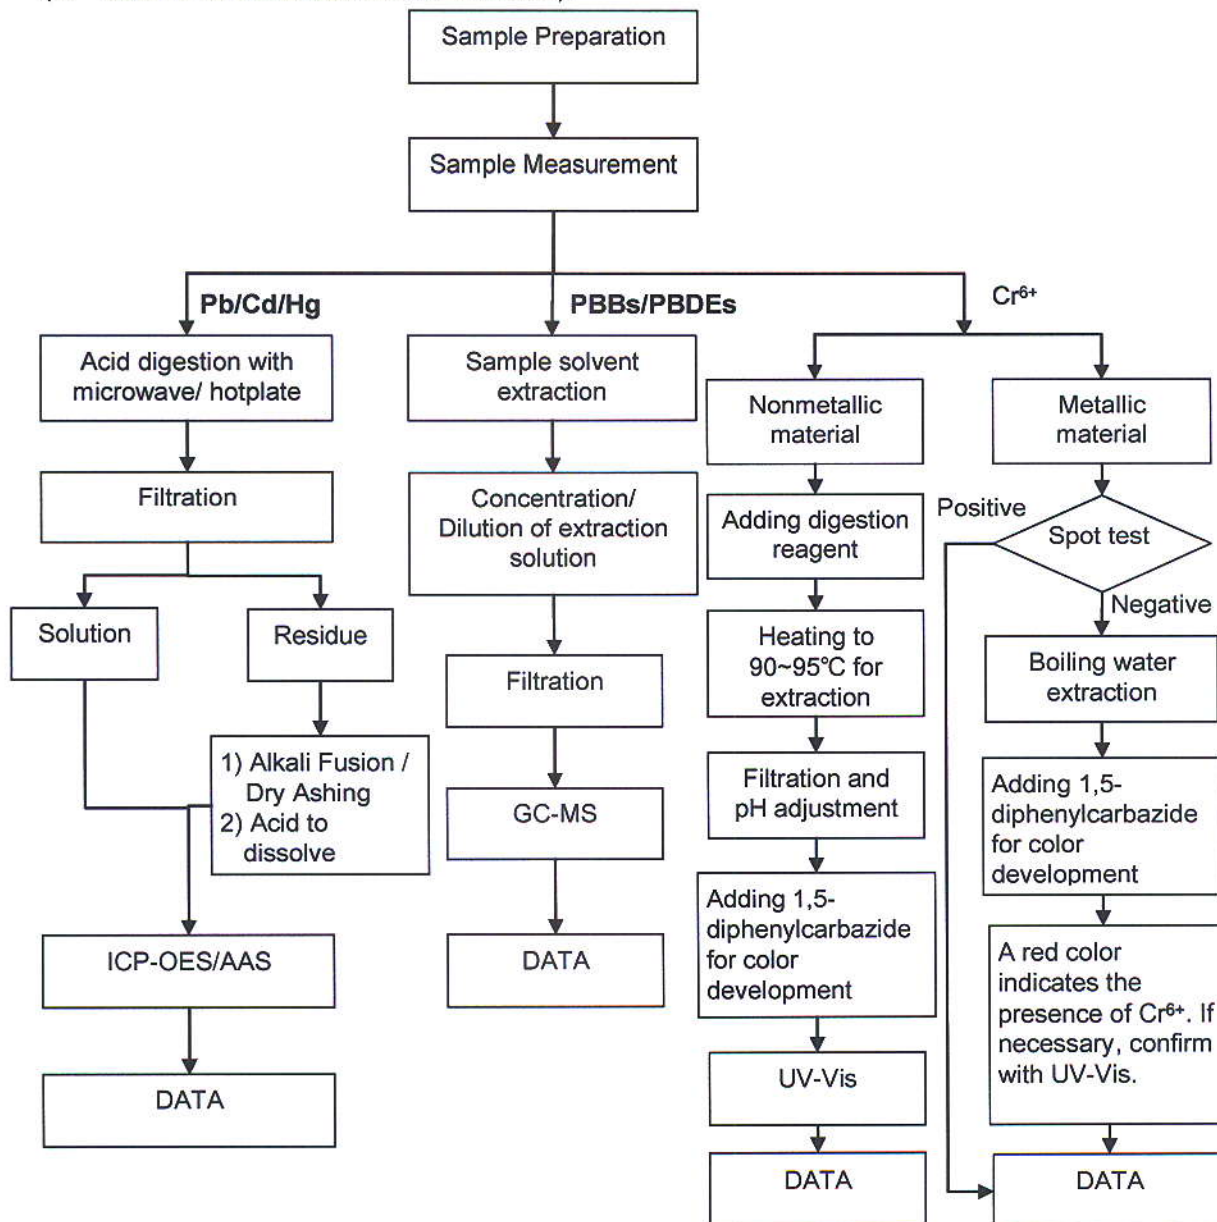 Sample Preparation
Sample Measurement
Pb/Cd/Hg
PBBs/PBDEs
Cr⁶⁺
Acid digestion with
microwave/ hotplate
Filtration
Solution
Residue
1) Alkali Fusion /
Dry Ashing
2) Acid to
dissolve
ICP-OES/AAS
DATA
Sample solvent
extraction
Concentration/
Dilution of extraction
solution
Filtration
GC-MS
DATA
Nonmetallic
material
Adding digestion
reagent
Heating to
90~95℃ for
extraction
Filtration and
pH adjustment
Adding 1,5-
diphenylcarbazide
for color
development
UV-Vis
DATA
Metallic
material
Positive
Spot test
Negative
Boiling water
extraction
Adding 1,5-
diphenylcarbazide
for color
development
A red color
indicates the
presence of Cr⁶⁺. If
necessary, confirm
with UV-Vis.
DATA